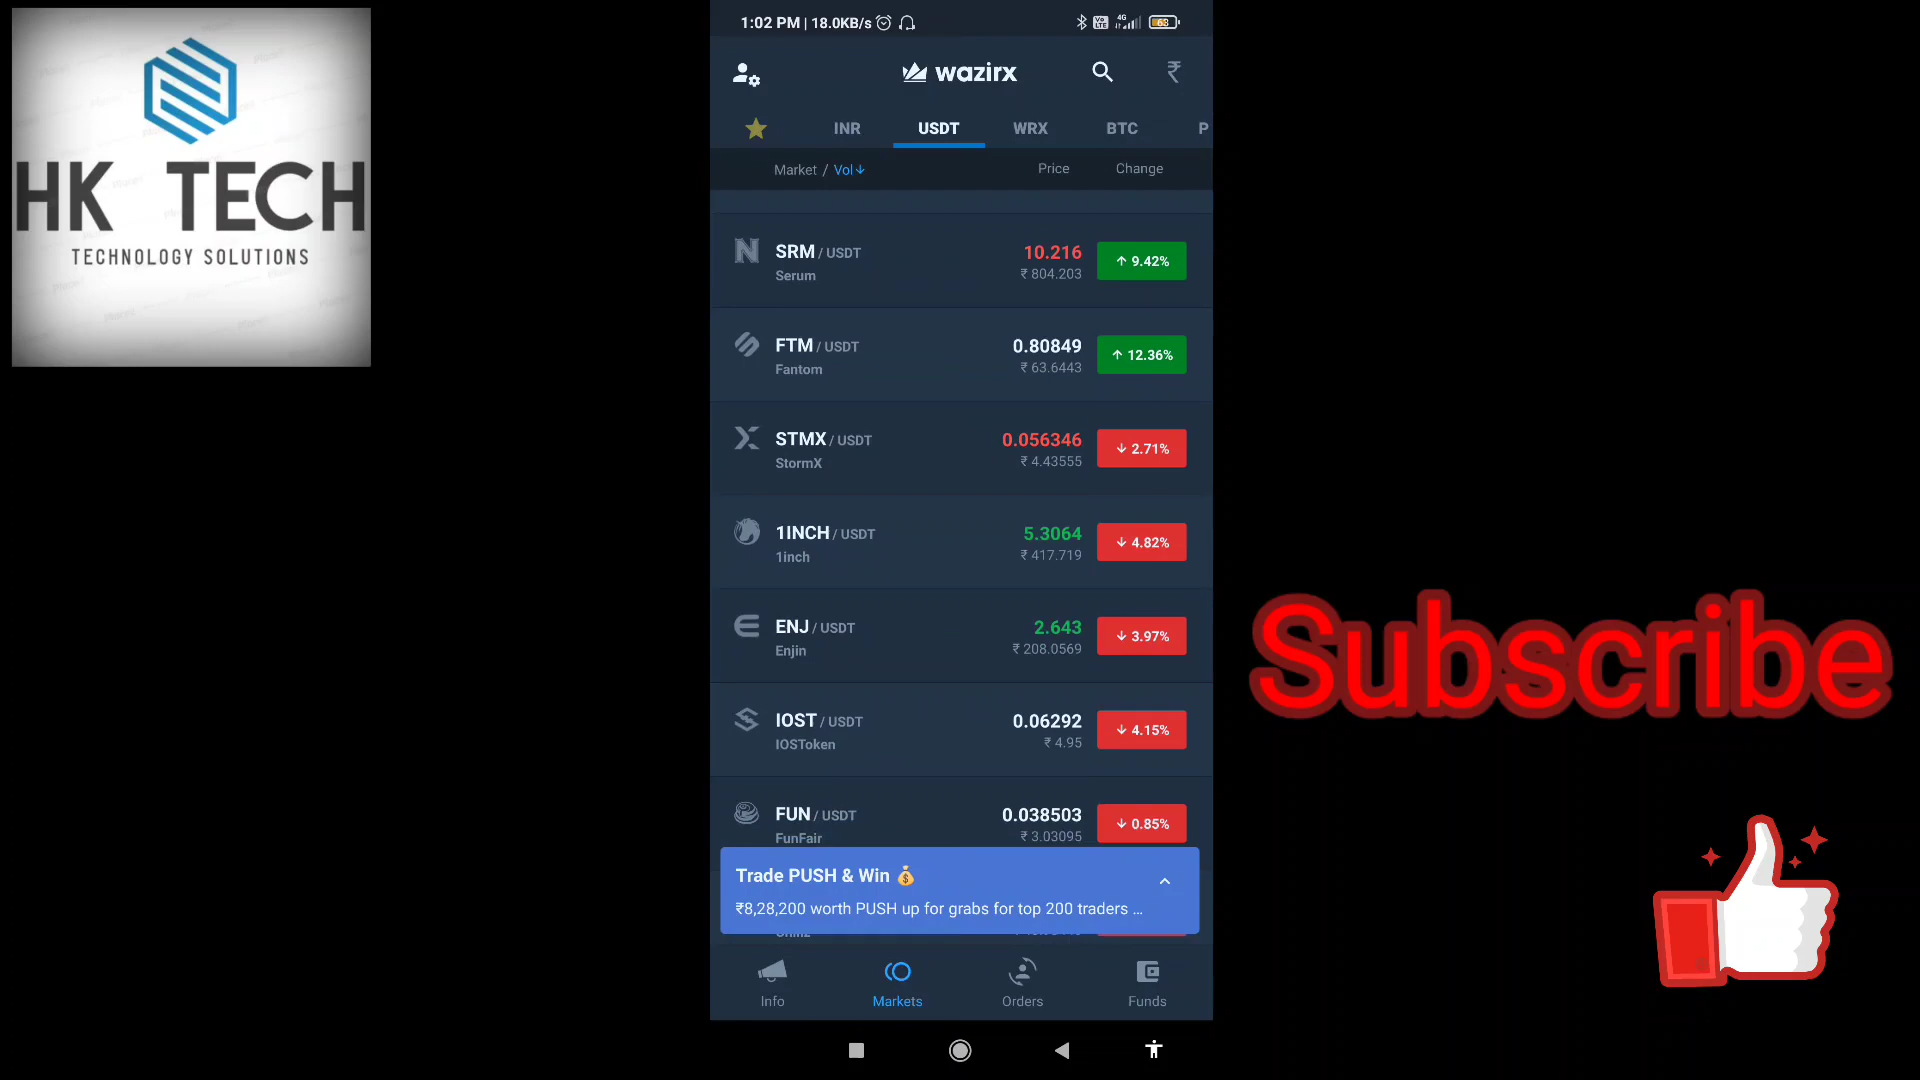 HK TECH
TECHNOLOGY SOLUTIONS
1:02 PM | 18.0KB/s
Vo LTE 4G 63
wazirx ₹
INR USDT WRX BTC P
Market / Vol↓ Price Change
SRM / USDT 10.216 ↑ 9.42%
Serum ₹ 804.203
FTM / USDT 0.80849 ↑ 12.36%
Fantom ₹ 63.6443
STMX / USDT 0.056346 ↓ 2.71%
StormX ₹ 4.43555
1INCH / USDT 5.3064 ↓ 4.82%
1inch ₹ 417.719
ENJ / USDT 2.643 ↓ 3.97%
Enjin ₹ 208.0569
IOST / USDT 0.06292 ↓ 4.15%
IOSToken ₹ 4.95
FUN / USDT 0.038503 ↓ 0.85%
FunFair ₹ 3.03095
Trade PUSH & Win 💰
₹8,28,200 worth PUSH up for grabs for top 200 traders ...
Info Markets Orders Funds
Subscribe